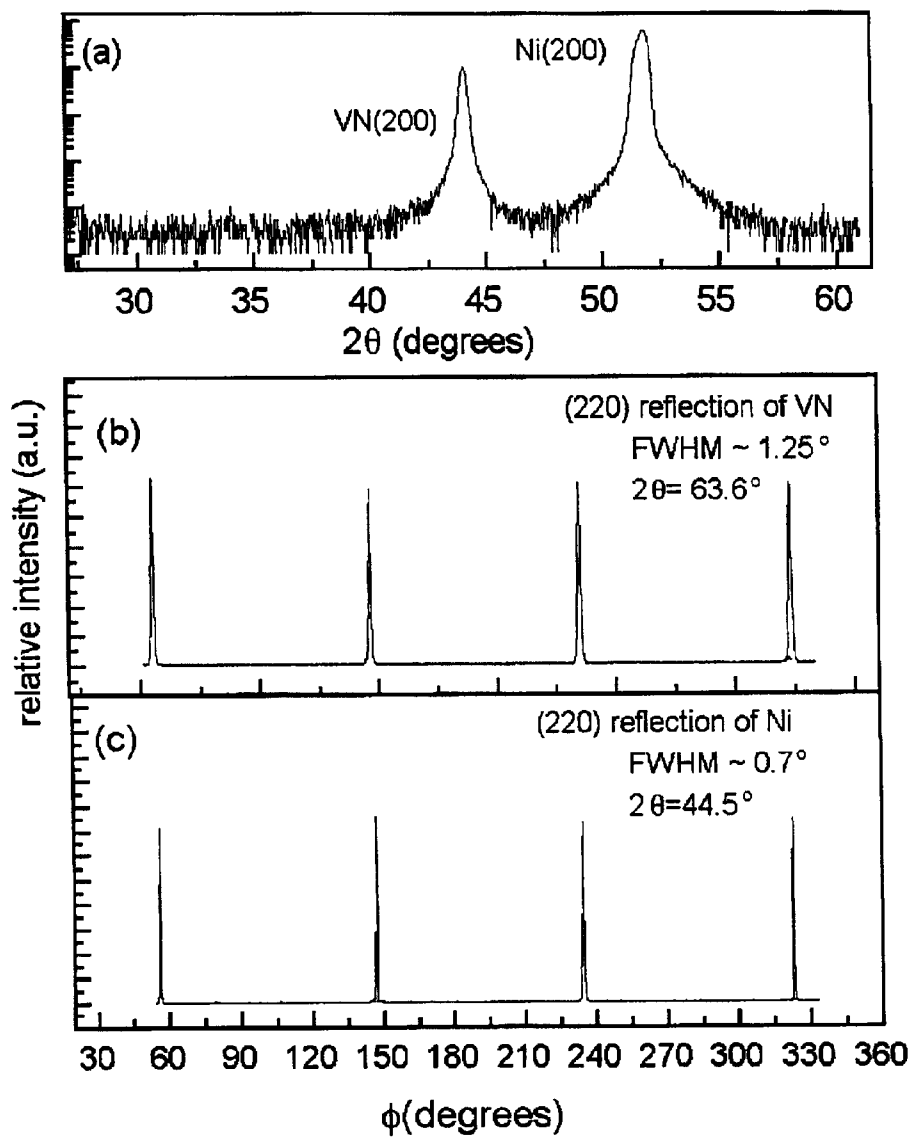 (a)
Ni(200)
VN(200)
30 35 40 45 50 55 60
2θ (degrees)
relative intensity (a.u.)
(b)
(220) reflection of VN
FWHM ~ 1.25°
2θ= 63.6°
(c)
(220) reflection of Ni
FWHM ~ 0.7°
2θ=44.5°
30 60 90 120 150 180 210 240 270 300 330 360
ϕ(degrees)